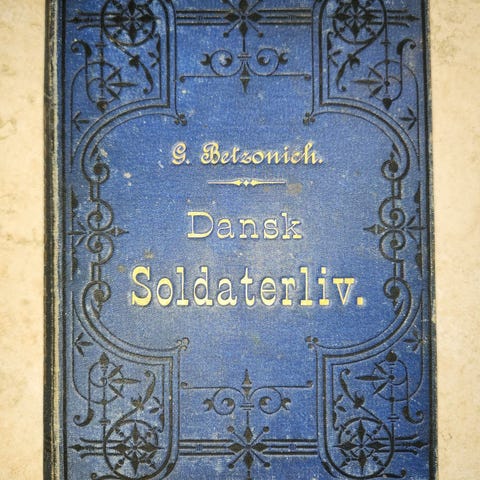 G. Betzonich.
Dansk
Soldaterliv.